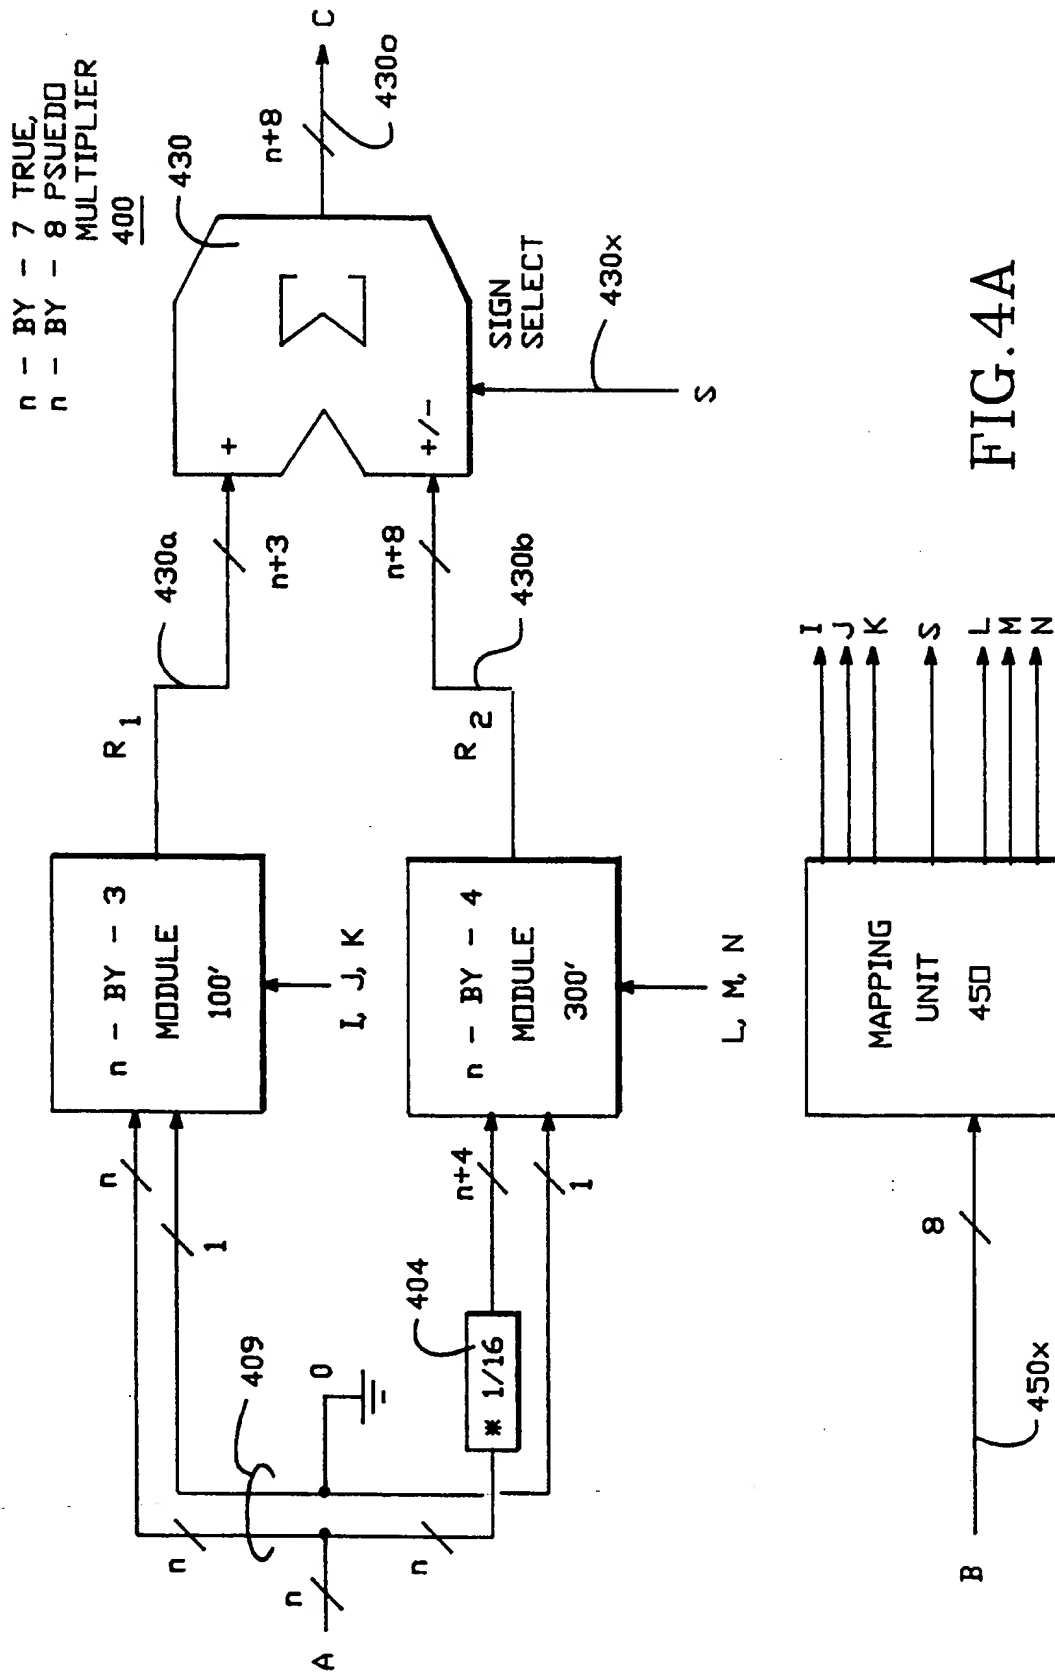 n - BY - 7 TRUE,
n - BY - 8 PSUEDO
MULTIPLIER
400
A
n
n
n
409
0
n
1
404
* 1/16
n+4
1
n - BY - 3
MODULE
100'
I, J, K
n - BY - 4
MODULE
300'
L, M, N
R1
430a
n+3
R2
430b
n+8
+
+/-
Σ
430
SIGN
SELECT
430x
S
n+8
430o
C
B
450x
8
MAPPING
UNIT
450
I
J
K
S
L
M
N
FIG.4A